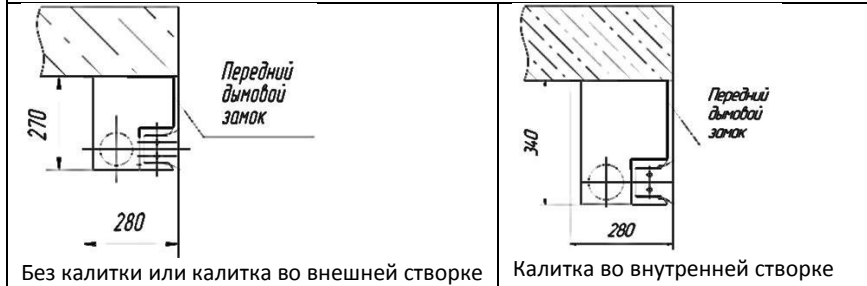 Передний
дымовой
замок
270
280
Без калитки или калитка во внешней створке
Передний
дымовой
замок
340
280
Калитка во внутренней створке